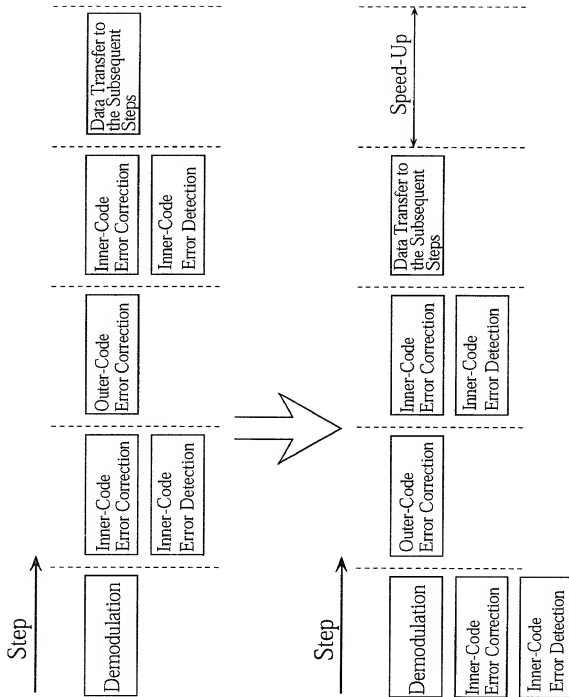 Step
Demodulation
Inner-Code
Error Correction
Inner-Code
Error Detection
Outer-Code
Error Correction
Inner-Code
Error Correction
Inner-Code
Error Detection
Data Transfer to
the Subsequent
Steps
Step
Demodulation
Inner-Code
Error Correction
Inner-Code
Error Detection
Outer-Code
Error Correction
Inner-Code
Error Correction
Inner-Code
Error Detection
Data Transfer to
the Subsequent
Steps
Speed-Up